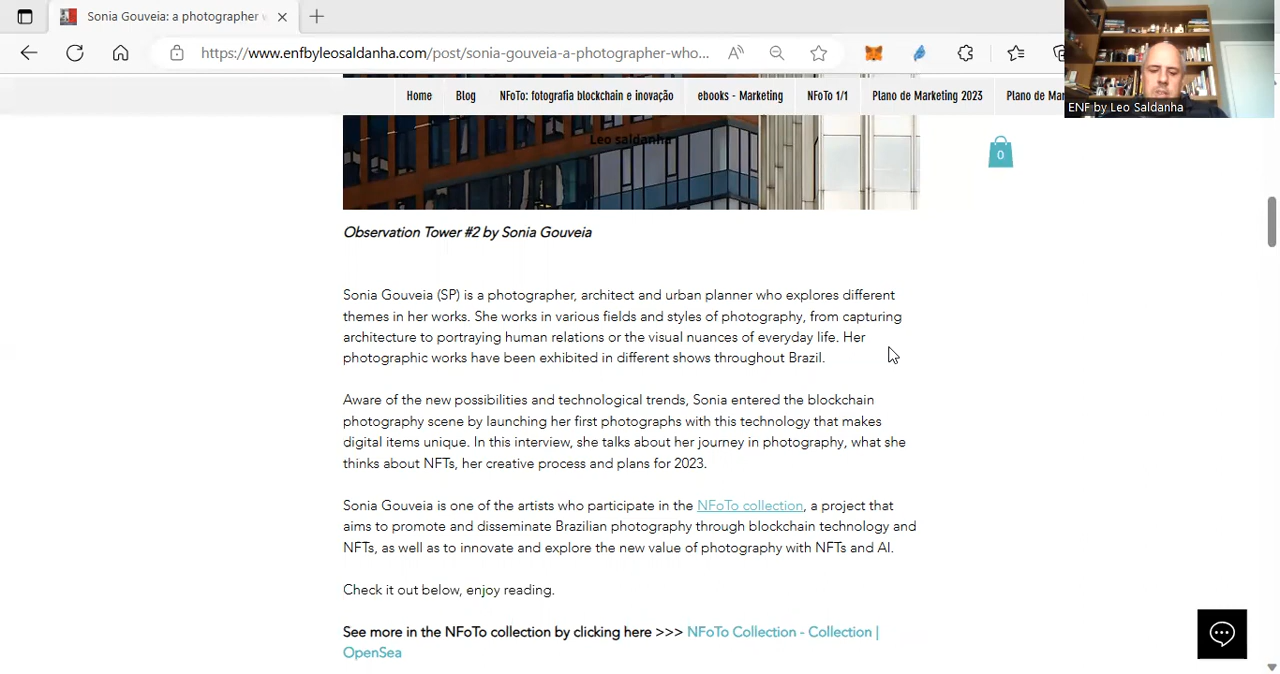 Sonia Gouveia: a photographer w
https://www.enfbyleosaldanha.com/post/sonia-gouveia-a-photographer-who...
ENF by Leo Saldanha
Home Blog NFoTo: fotografia blockchain e inovação ebooks - Marketing NFoTo 1/1 Plano de Marketing 2023 Plano de Mar
Leo saldanha
0
Observation Tower #2 by Sonia Gouveia
Sonia Gouveia (SP) is a photographer, architect and urban planner who explores different
themes in her works. She works in various fields and styles of photography, from capturing
architecture to portraying human relations or the visual nuances of everyday life. Her
photographic works have been exhibited in different shows throughout Brazil.
Aware of the new possibilities and technological trends, Sonia entered the blockchain
photography scene by launching her first photographs with this technology that makes
digital items unique. In this interview, she talks about her journey in photography, what she
thinks about NFTs, her creative process and plans for 2023.
Sonia Gouveia is one of the artists who participate in the NFoTo collection, a project that
aims to promote and disseminate Brazilian photography through blockchain technology and
NFTs, as well as to innovate and explore the new value of photography with NFTs and AI.
Check it out below, enjoy reading.
See more in the NFoTo collection by clicking here >>> NFoTo Collection - Collection |
OpenSea